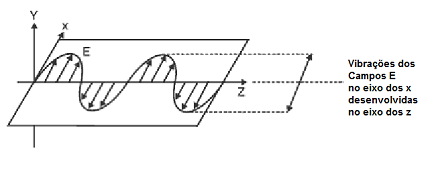 Y
X
E
Z
Vibrações dos
Campos E
no eixo dos x
desenvolvidas
no eixo dos z